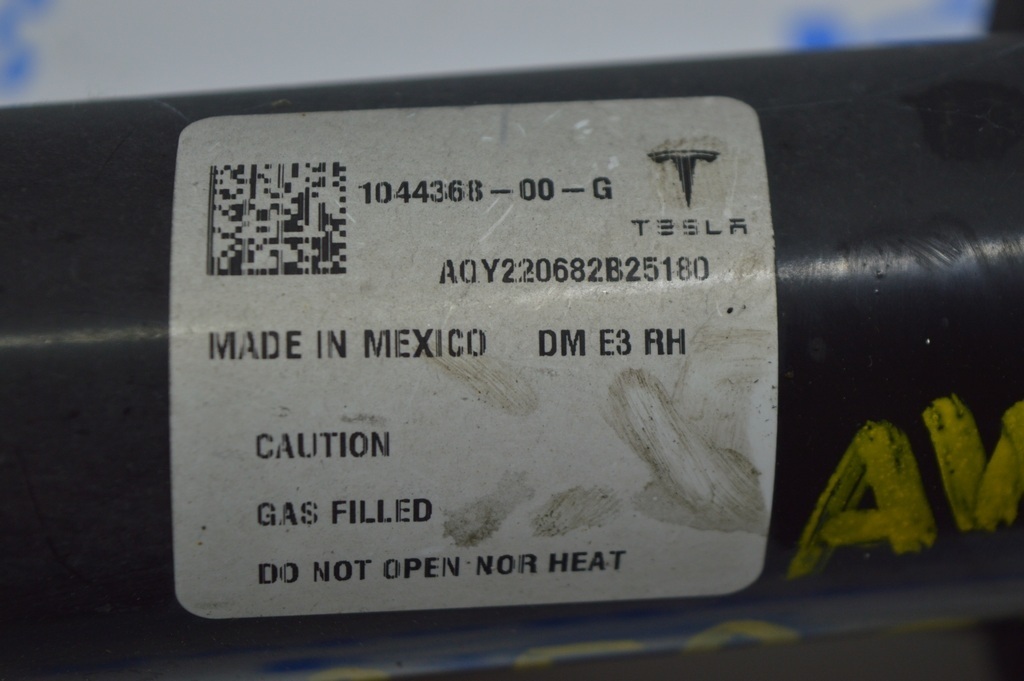 1044368-00-G
TESLA
AQY220682B25180
MADE IN MEXICO DM E3 RH
CAUTION
GAS FILLED
DO NOT OPEN NOR HEAT